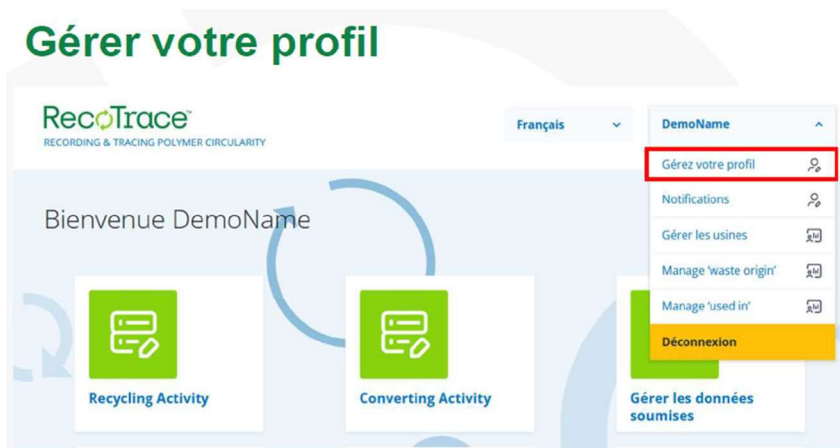 Gérer votre profil
RecoTrace™
RECORDING & TRACING POLYMER CIRCULARITY
Français
DemoName
Gérez votre profil
Notifications
Gérer les usines
Manage 'waste origin'
Manage 'used in'
Déconnexion
Bienvenue DemoName
Recycling Activity
Converting Activity
Gérer les données
soumises